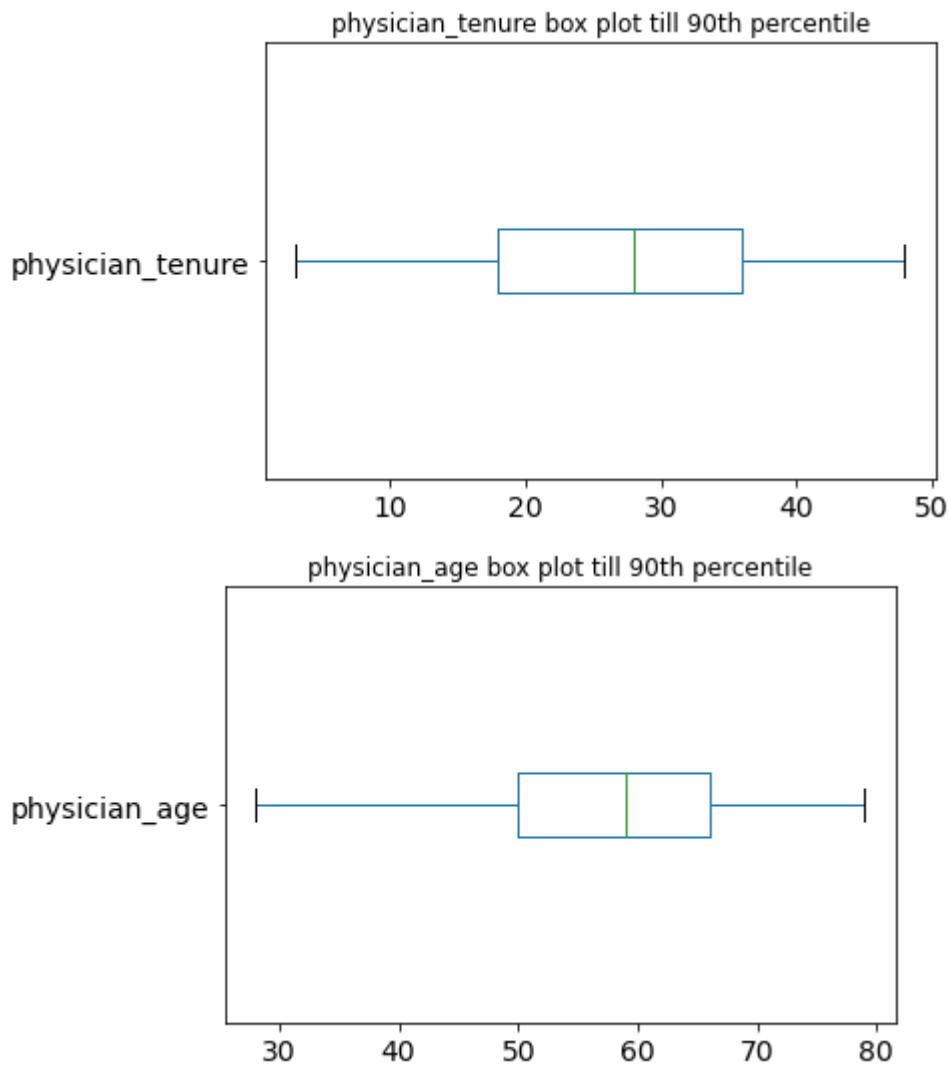 physician_tenure box plot till 90th percentile
physician_tenure
10 20 30 40 50
physician_age box plot till 90th percentile
physician_age
30 40 50 60 70 80